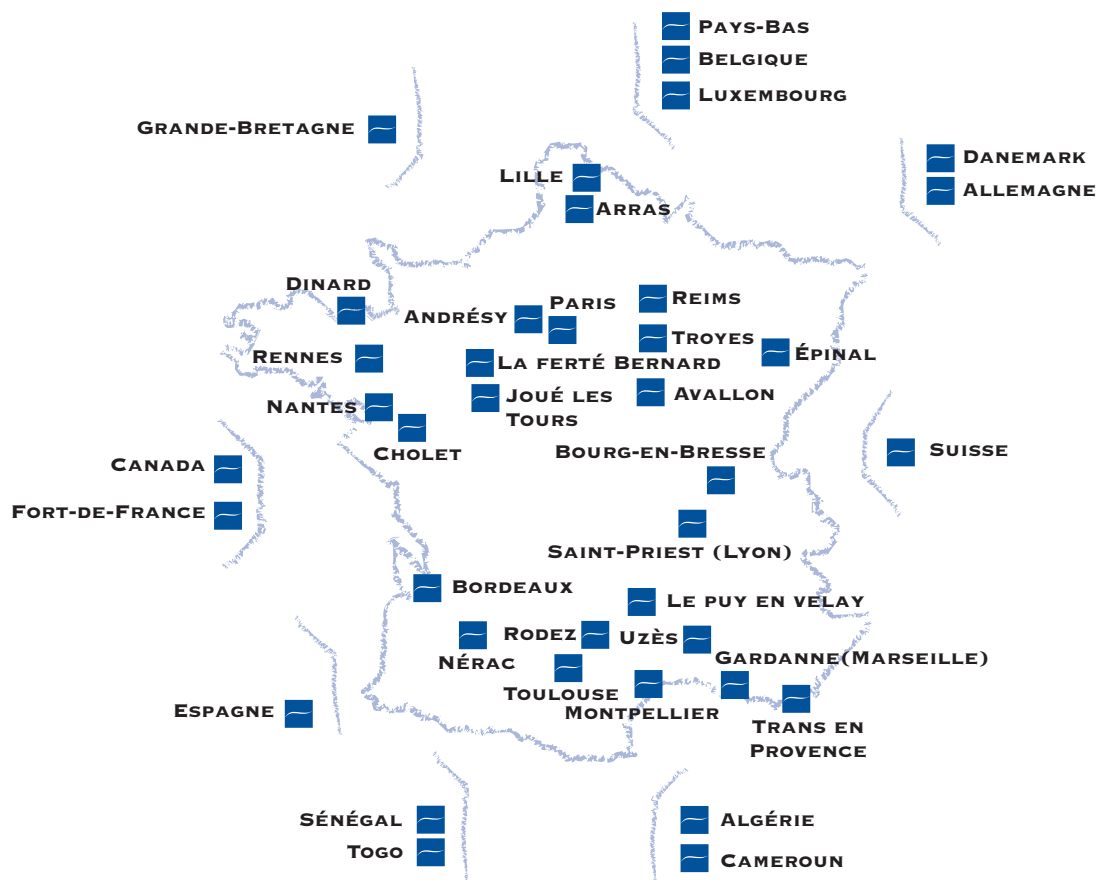 Pays-Bas
Belgique
Luxembourg
Grande-Bretagne
Danemark
Allemagne
Lille
Arras
Dinard
Paris
Reims
Andrésy
Troyes
Épinal
Rennes
La ferté Bernard
Avallon
Joué les
Tours
Nantes
Cholet
Bourg-en-Bresse
Suisse
Canada
Fort-de-France
Saint-Priest (Lyon)
Bordeaux
Le puy en velay
Rodez
Uzès
Nérac
Gardanne(Marseille)
Toulouse
Montpellier
Espagne
Trans en
Provence
Sénégal
Algérie
Togo
Cameroun